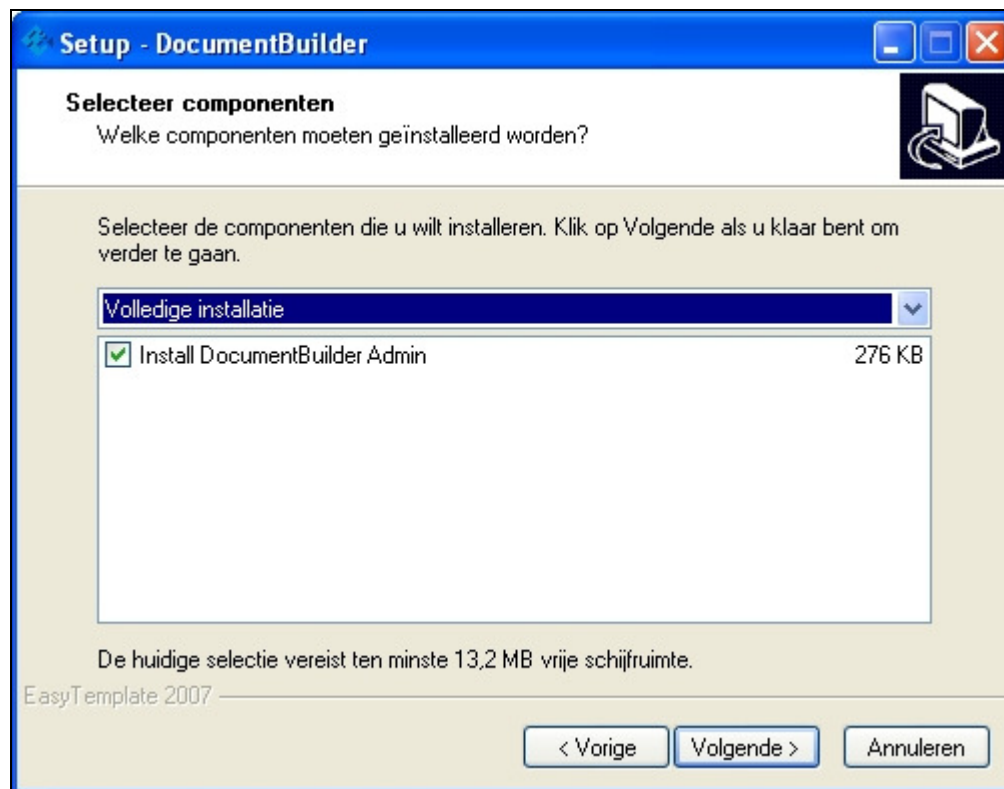 Setup - DocumentBuilder
Selecteer componenten
Welke componenten moeten geïnstalleerd worden?
Selecteer de componenten die u wilt installeren. Klik op Volgende als u klaar bent om
verder te gaan.
Volledige installatie
Install DocumentBuilder Admin 276 KB
De huidige selectie vereist ten minste 13,2 MB vrije schijfruimte.
EasyTemplate 2007
< Vorige Volgende > Annuleren